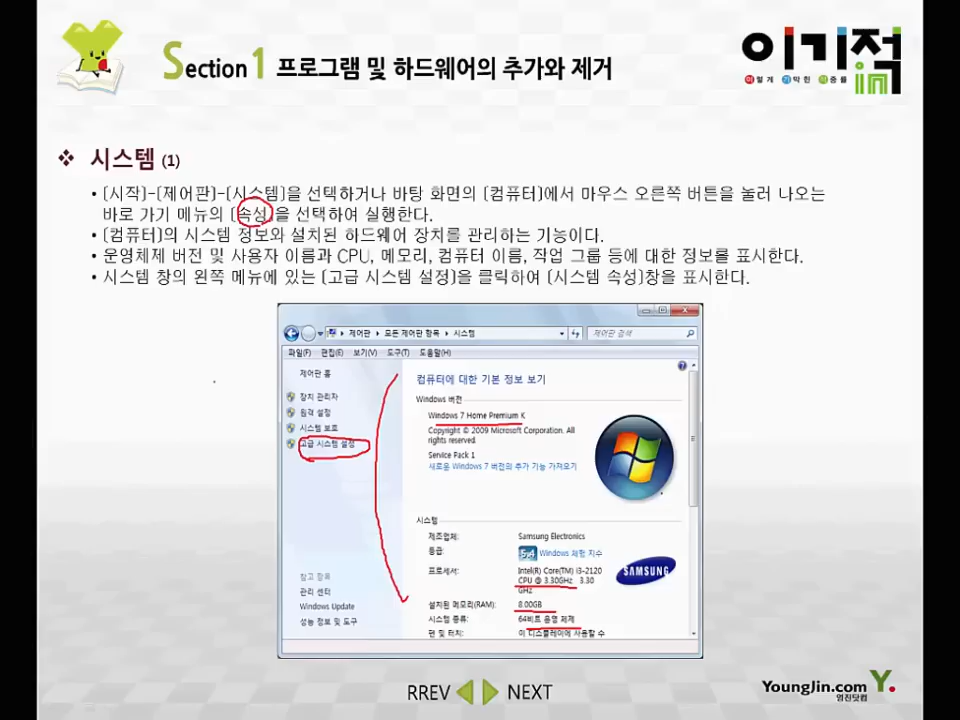 Section 1 프로그램 및 하드웨어의 추가와 제거
이기적in
이렇게 기막힌 적중률
❖ 시스템 (1)
• [시작]-[제어판]-[시스템]을 선택하거나 바탕 화면의 [컴퓨터]에서 마우스 오른쪽 버튼을 눌러 나오는
바로 가기 메뉴의 [속성]을 선택하여 실행한다.
• [컴퓨터]의 시스템 정보와 설치된 하드웨어 장치를 관리하는 기능이다.
• 운영체제 버전 및 사용자 이름과 CPU, 메모리, 컴퓨터 이름, 작업 그룹 등에 대한 정보를 표시한다.
• 시스템 창의 왼쪽 메뉴에 있는 [고급 시스템 설정]을 클릭하여 [시스템 속성]창을 표시한다.
제어판 ▸ 모든 제어판 항목 ▸ 시스템
제어판 검색
파일(F) 편집(E) 보기(V) 도구(T) 도움말(H)
제어판 홈
장치 관리자
원격 설정
시스템 보호
고급 시스템 설정
참고 항목
관리 센터
Windows Update
성능 정보 및 도구
컴퓨터에 대한 기본 정보 보기
Windows 버전
Windows 7 Home Premium K
Copyright © 2009 Microsoft Corporation. All
rights reserved.
Service Pack 1
새로운 Windows 7 버전의 추가 기능 가져오기
시스템
제조업체: Samsung Electronics
등급: 5.4 Windows 체험 지수
프로세서: Intel(R) Core(TM) i3-2120
CPU @ 3.30GHz 3.30
GHz
설치된 메모리(RAM): 8.00GB
시스템 종류: 64비트 운영 체제
펜 및 터치: 이 디스플레이에 사용할 수
SAMSUNG
RREV NEXT
YoungJin.com Y.
영진닷컴